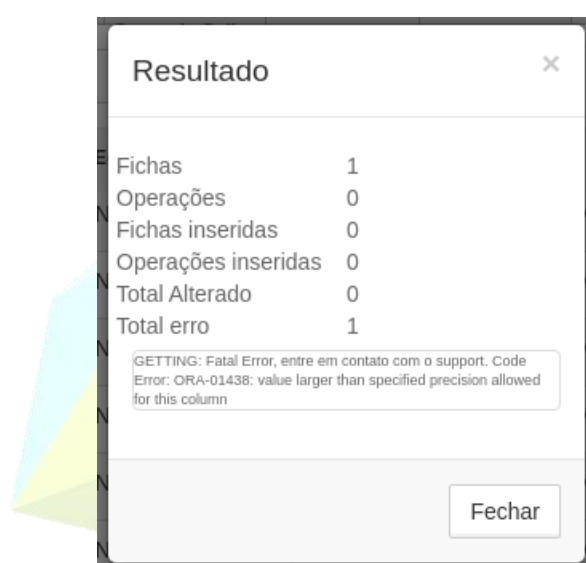 Resultado ×
Fichas 1
Operações 0
Fichas inseridas 0
Operações inseridas 0
Total Alterado 0
Total erro 1
GETTING: Fatal Error, entre em contato com o support. Code
Error: ORA-01438: value larger than specified precision allowed
for this column
Fechar